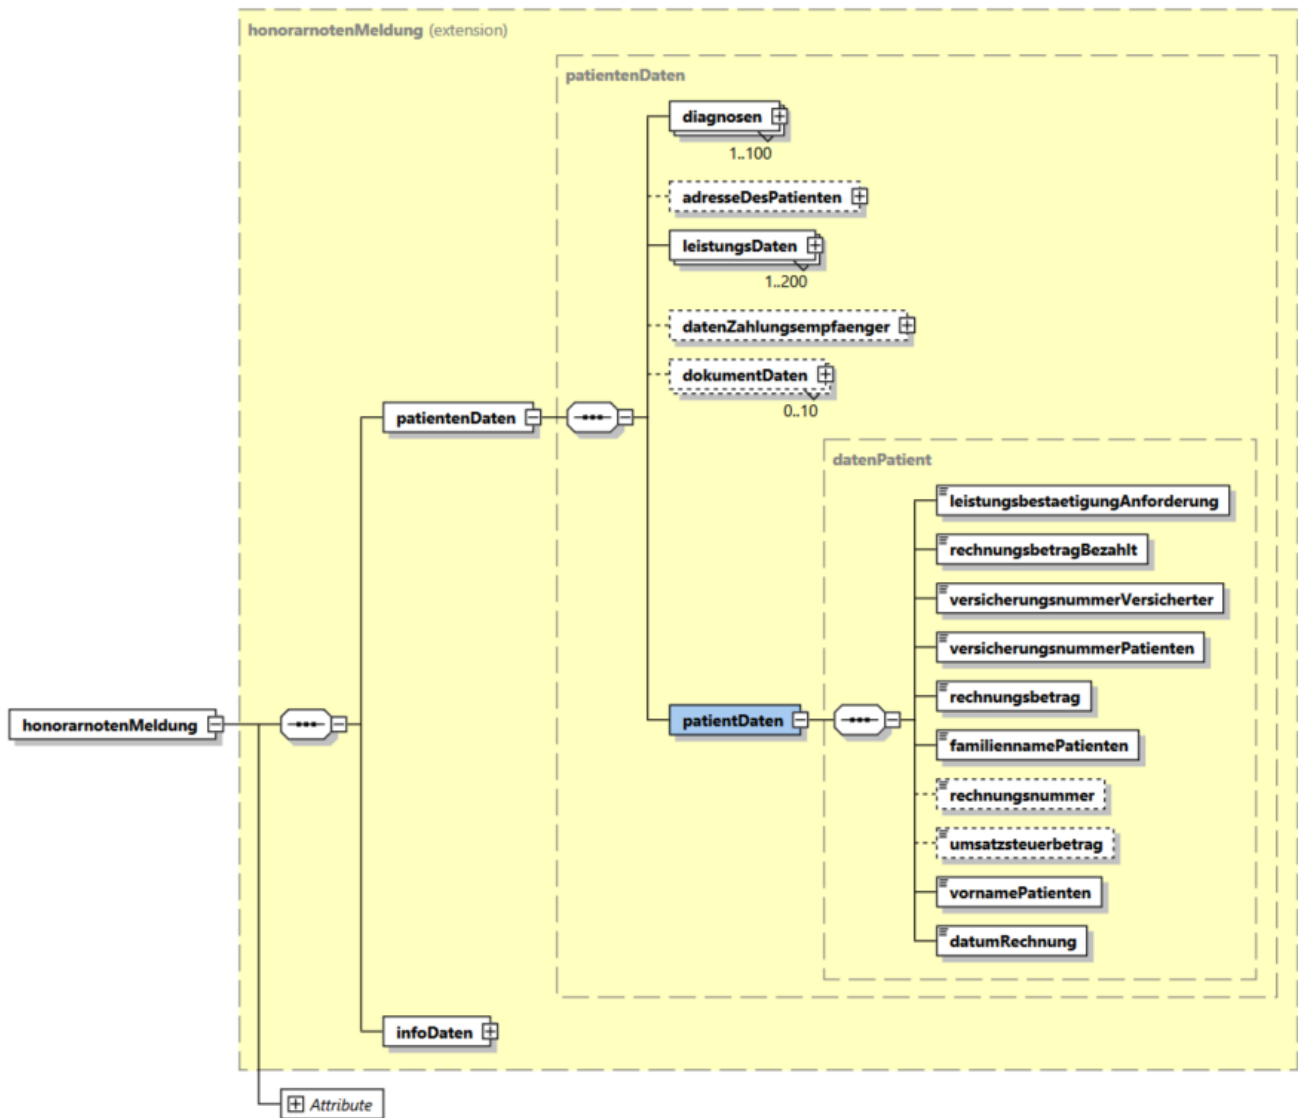 honorarnotenMeldung (extension)
patientenDaten
diagnosen
1..100
adresseDesPatienten
leistungsDaten
1..200
datenZahlungsempfaenger
dokumentDaten
0..10
patientenDaten
datenPatient
leistungsbestaetigungAnforderung
rechnungsbetragBezahlt
versicherungsnummerVersicherter
versicherungsnummerPatienten
rechnungsbetrag
honorarnotenMeldung
patientDaten
familiennamePatienten
rechnungsnummer
umsatzsteuerbetrag
vornamePatienten
datumRechnung
infoDaten
Attribute